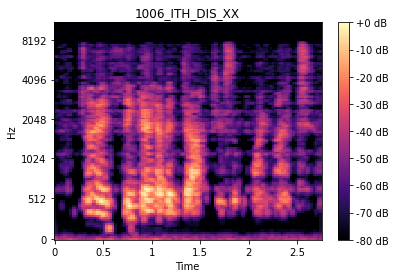 1006_ITH_DIS_XX
+0 dB
8192
-10 dB
4096
-20 dB
-30 dB
2048
Hz
-40 dB
1024
-50 dB
512
-60 dB
-70 dB
0
-80 dB
0 0.5 1 1.5 2 2.5
Time